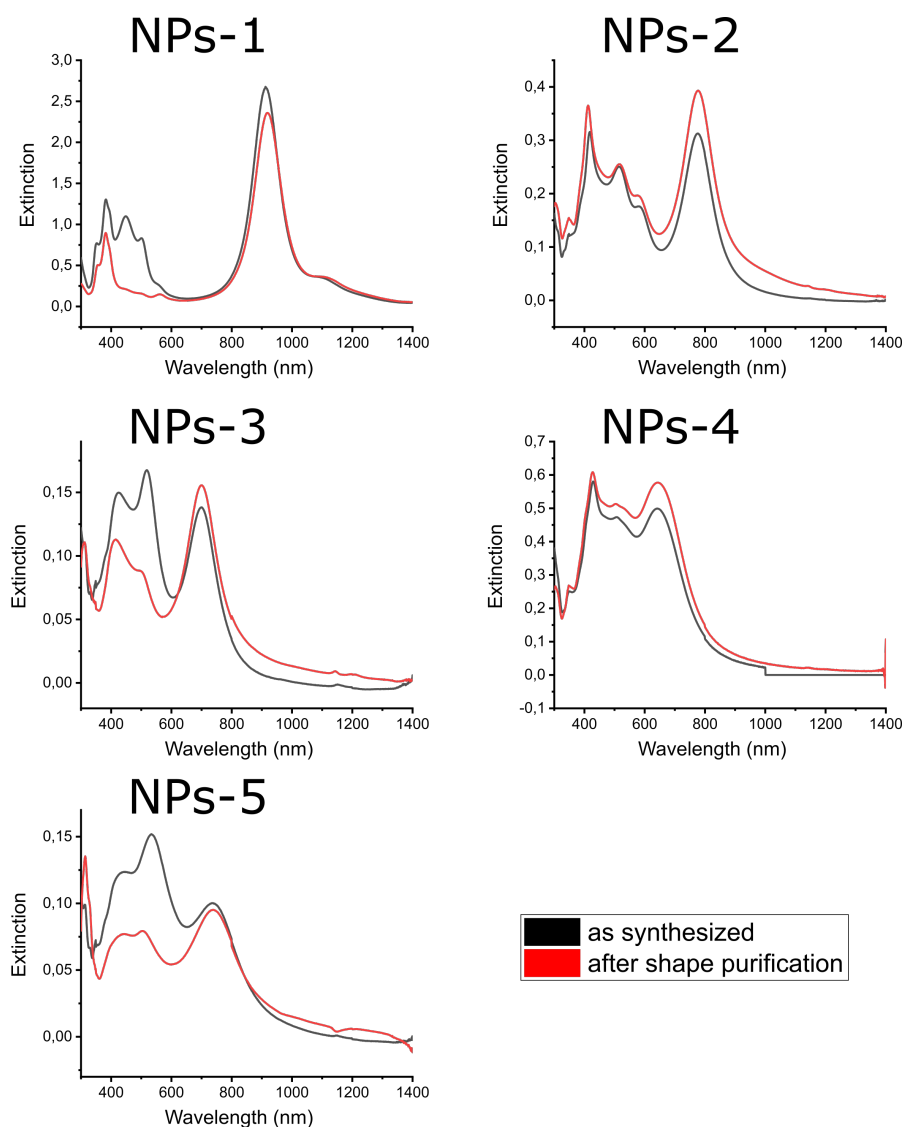 NPs-1
3,0
2,5
2,0
1,5
1,0
0,5
0,0
Extinction
400 600 800 1000 1200 1400
Wavelength (nm)
NPs-2
0,4
0,3
0,2
0,1
0,0
Extinction
400 600 800 1000 1200 1400
Wavelength (nm)
NPs-3
0,15
0,10
0,05
0,00
Extinction
400 600 800 1000 1200 1400
Wavelength (nm)
NPs-4
0,7
0,6
0,5
0,4
0,3
0,2
0,1
0,0
-0,1
Extinction
400 600 800 1000 1200 1400
Wavelength (nm)
NPs-5
0,15
0,10
0,05
0,00
Extinction
400 600 800 1000 1200 1400
Wavelength (nm)
as synthesized
after shape purification